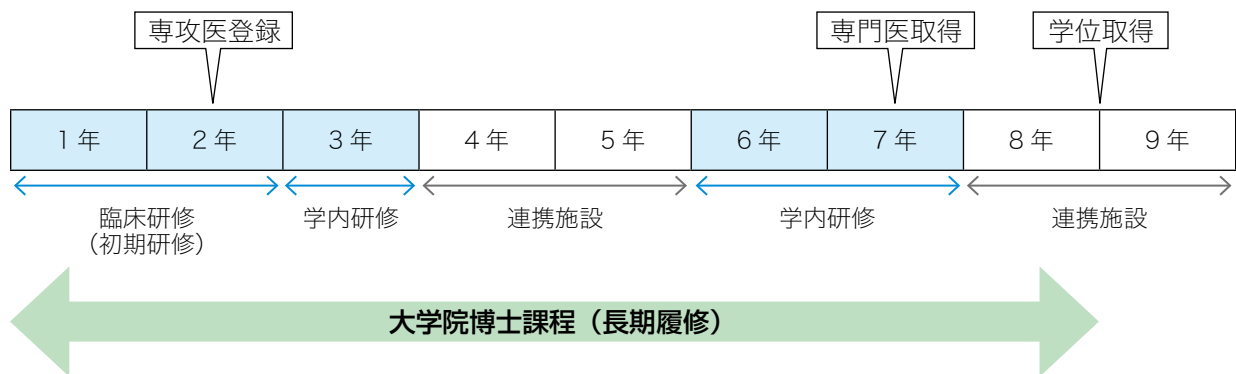 専攻医登録
専門医取得
学位取得
1年
2年
3年
4年
5年
6年
7年
8年
9年
臨床研修
（初期研修）
学内研修
連携施設
学内研修
連携施設
大学院博士課程（長期履修）